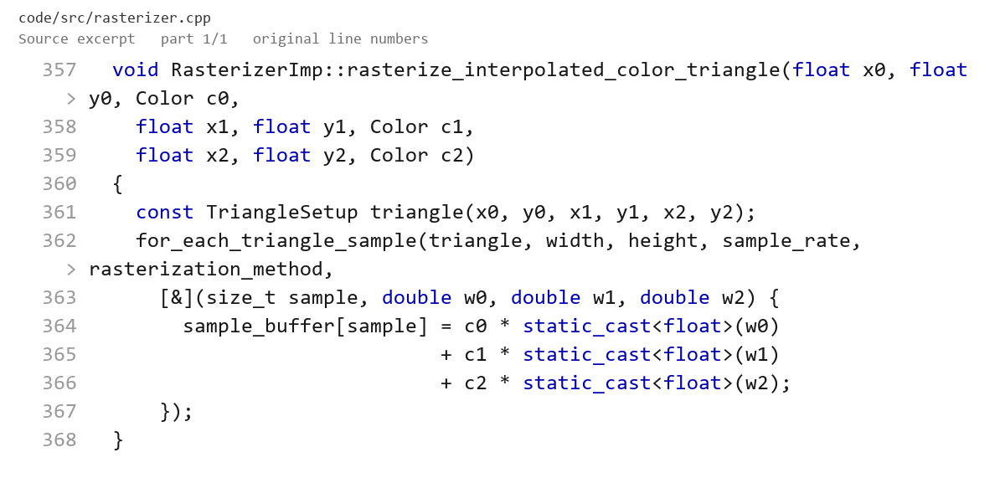 code/src/rasterizer.cpp
Source excerpt   part 1/1   original line numbers
357   void RasterizerImp::rasterize_interpolated_color_triangle(float x0, float
  > y0, Color c0,
358     float x1, float y1, Color c1,
359     float x2, float y2, Color c2)
360   {
361     const TriangleSetup triangle(x0, y0, x1, y1, x2, y2);
362     for_each_triangle_sample(triangle, width, height, sample_rate,
  > rasterization_method,
363       [&](size_t sample, double w0, double w1, double w2) {
364         sample_buffer[sample] = c0 * static_cast<float>(w0)
365                               + c1 * static_cast<float>(w1)
366                               + c2 * static_cast<float>(w2);
367       });
368   }